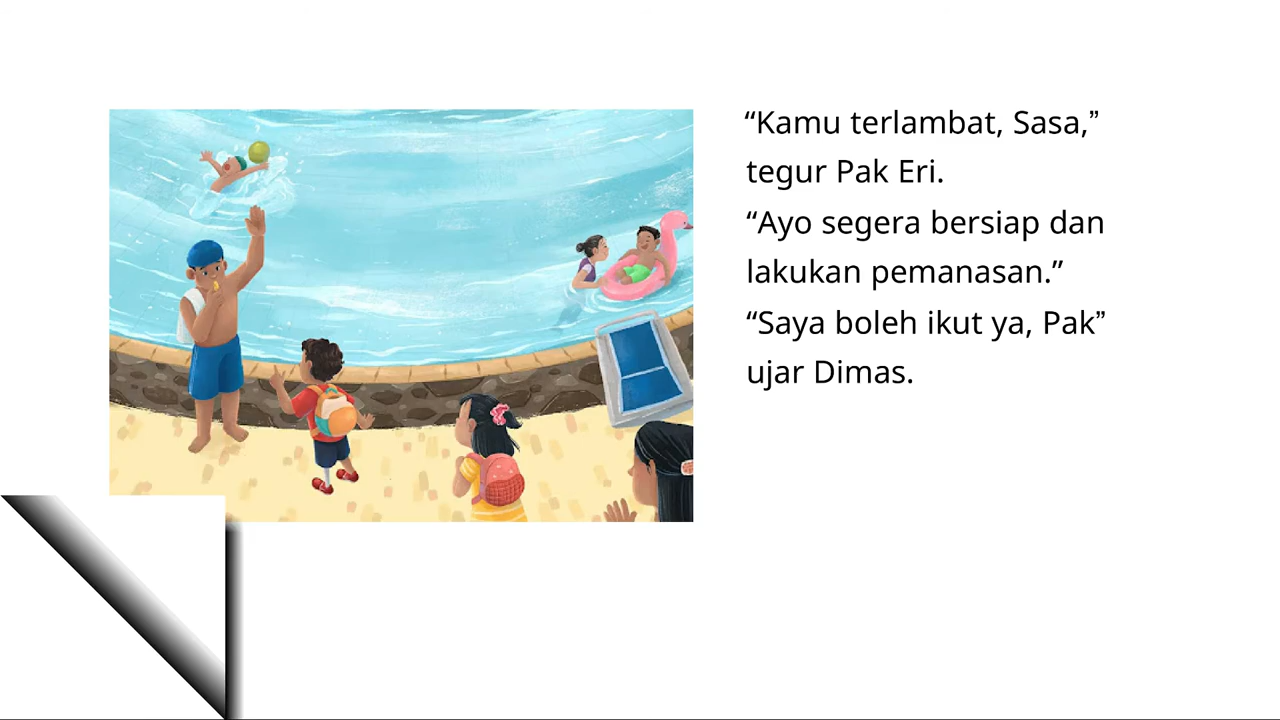 “Kamu terlambat, Sasa,”
tegur Pak Eri.
“Ayo segera bersiap dan
lakukan pemanasan.”
“Saya boleh ikut ya, Pak”
ujar Dimas.